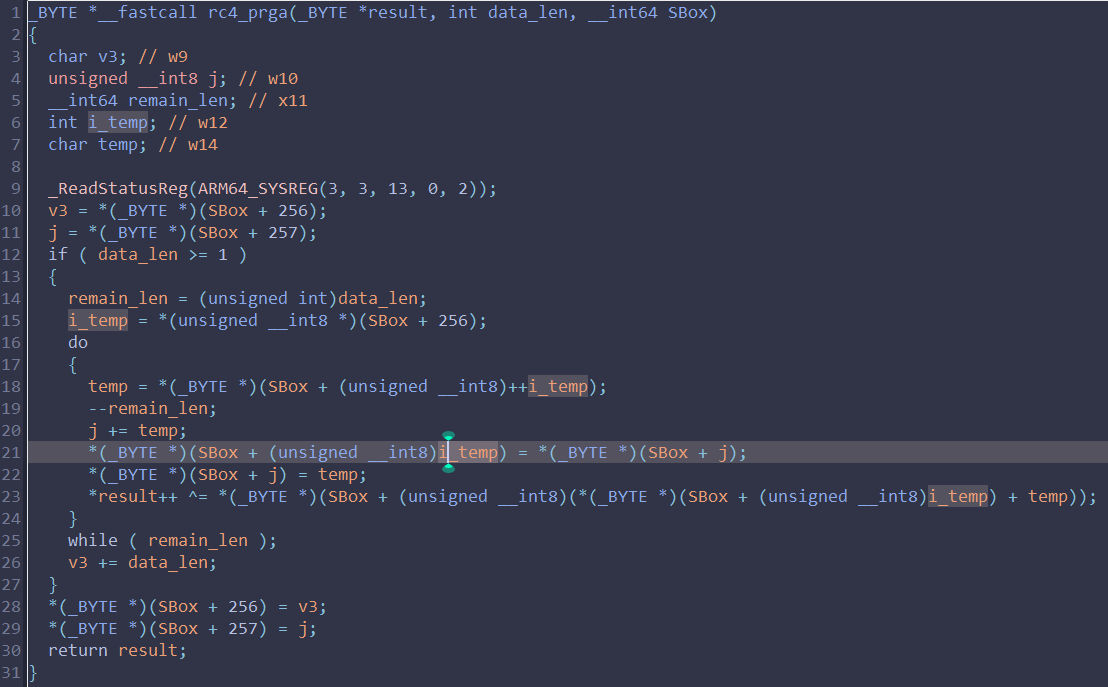 1 _BYTE *__fastcall rc4_prga(_BYTE *result, int data_len, __int64 SBox)
2 {
3   char v3; // w9
4   unsigned __int8 j; // w10
5   __int64 remain_len; // x11
6   int i_temp; // w12
7   char temp; // w14
8
9   _ReadStatusReg(ARM64_SYSREG(3, 3, 13, 0, 2));
10   v3 = *(_BYTE *)(SBox + 256);
11   j = *(_BYTE *)(SBox + 257);
12   if ( data_len >= 1 )
13   {
14     remain_len = (unsigned int)data_len;
15     i_temp = *(unsigned __int8 *)(SBox + 256);
16     do
17     {
18       temp = *(_BYTE *)(SBox + (unsigned __int8)++i_temp);
19       --remain_len;
20       j += temp;
21       *(_BYTE *)(SBox + (unsigned __int8)i_temp) = *(_BYTE *)(SBox + j);
22       *(_BYTE *)(SBox + j) = temp;
23       *result++ ^= *(_BYTE *)(SBox + (unsigned __int8)(*(_BYTE *)(SBox + (unsigned __int8)i_temp) + temp));
24     }
25     while ( remain_len );
26     v3 += data_len;
27   }
28   *(_BYTE *)(SBox + 256) = v3;
29   *(_BYTE *)(SBox + 257) = j;
30   return result;
31 }